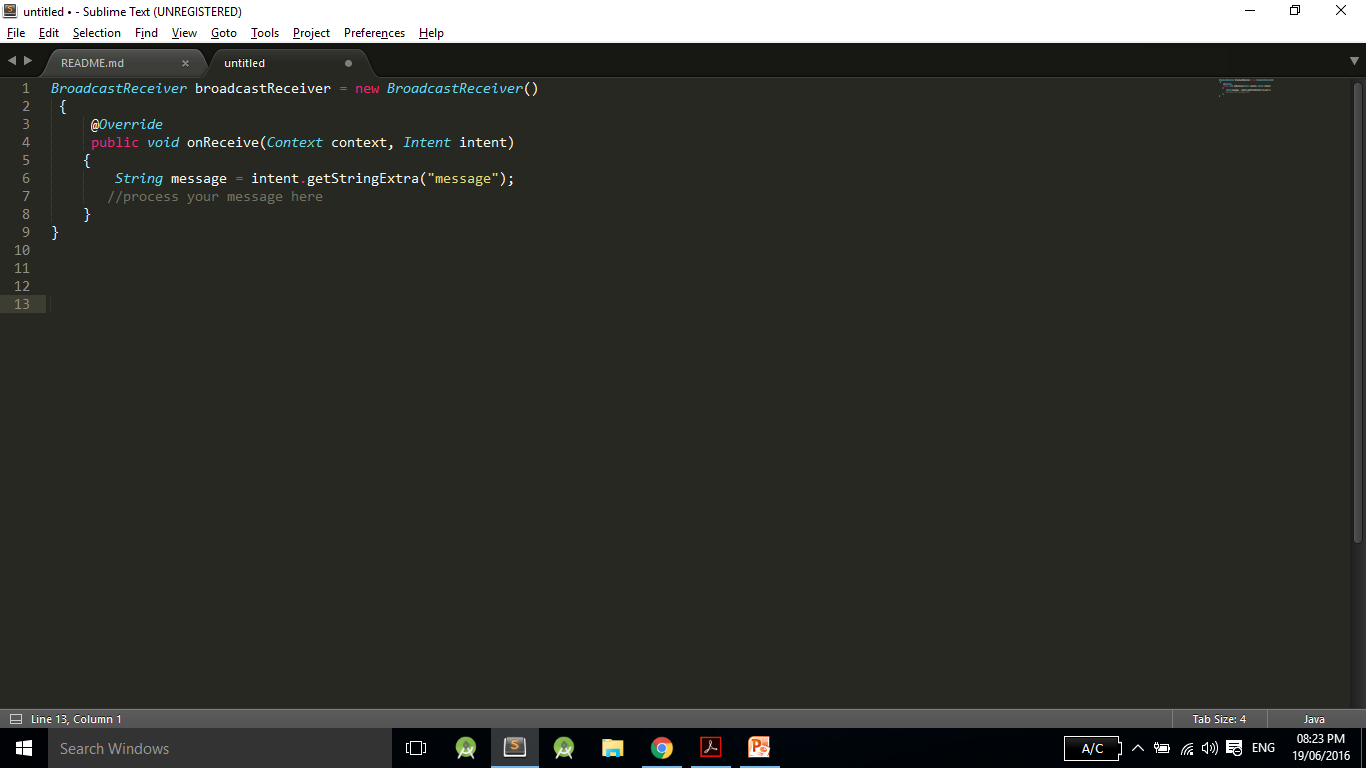 untitled • - Sublime Text (UNREGISTERED)
File Edit Selection Find View Goto Tools Project Preferences Help
README.md × untitled
1 BroadcastReceiver broadcastReceiver = new BroadcastReceiver()
2 {
3 @Override
4 public void onReceive(Context context, Intent intent)
5 {
6 String message = intent.getStringExtra("message");
7 //process your message here
8 }
9 }
10
11
12
13
Line 13, Column 1 Tab Size: 4 Java
Search Windows A/C ENG 08:23 PM
19/06/2016